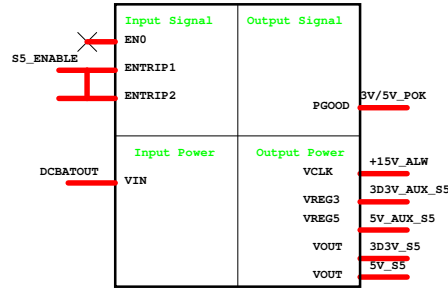 Input Signal
Output Signal
EN0
S5_ENABLE
ENTRIP1
ENTRIP2
3V/5V_POK
PGOOD
Input Power
Output Power
+15V_ALW
VCLK
DCBATOUT
VIN
3D3V_AUX_S5
VREG3
VREG5
5V_AUX_S5
VOUT
3D3V_S5
5V_S5
VOUT